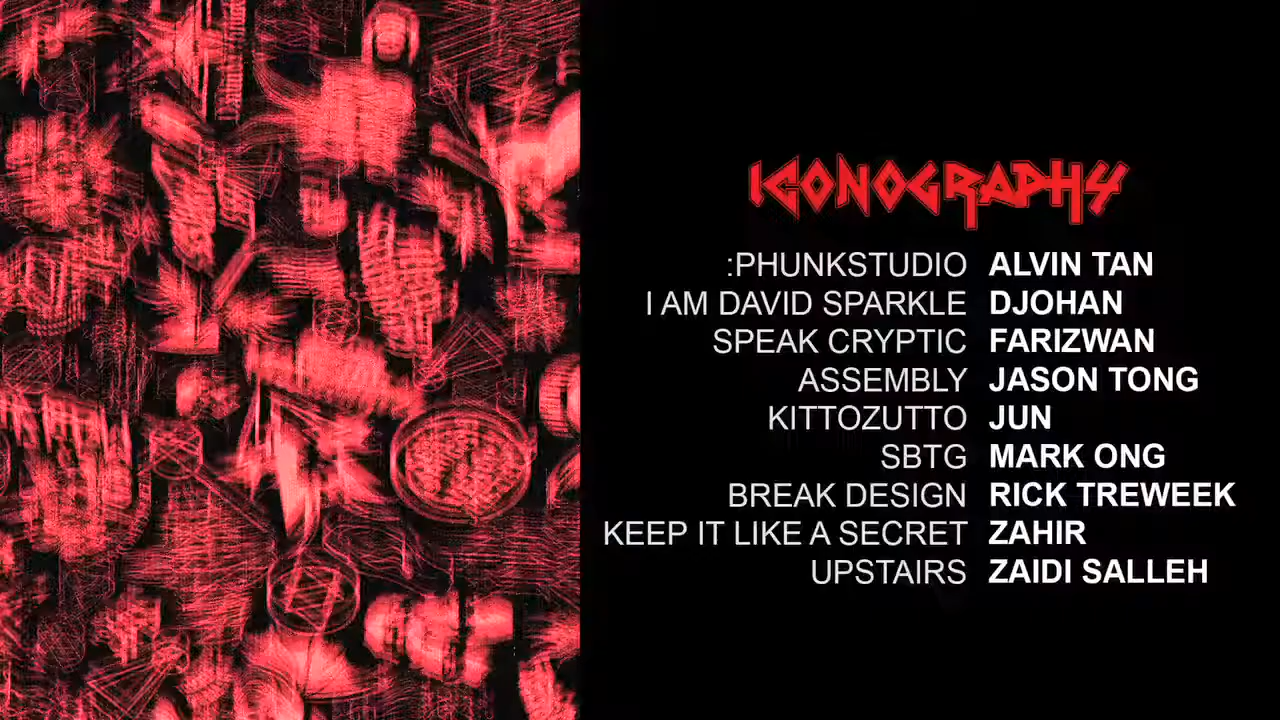 ICONOGRAPHY
:PHUNKSTUDIO ALVIN TAN
I AM DAVID SPARKLE DJOHAN
SPEAK CRYPTIC FARIZWAN
ASSEMBLY JASON TONG
KITTOZUTTO JUN
SBTG MARK ONG
BREAK DESIGN RICK TREWEEK
KEEP IT LIKE A SECRET ZAHIR
UPSTAIRS ZAIDI SALLEH